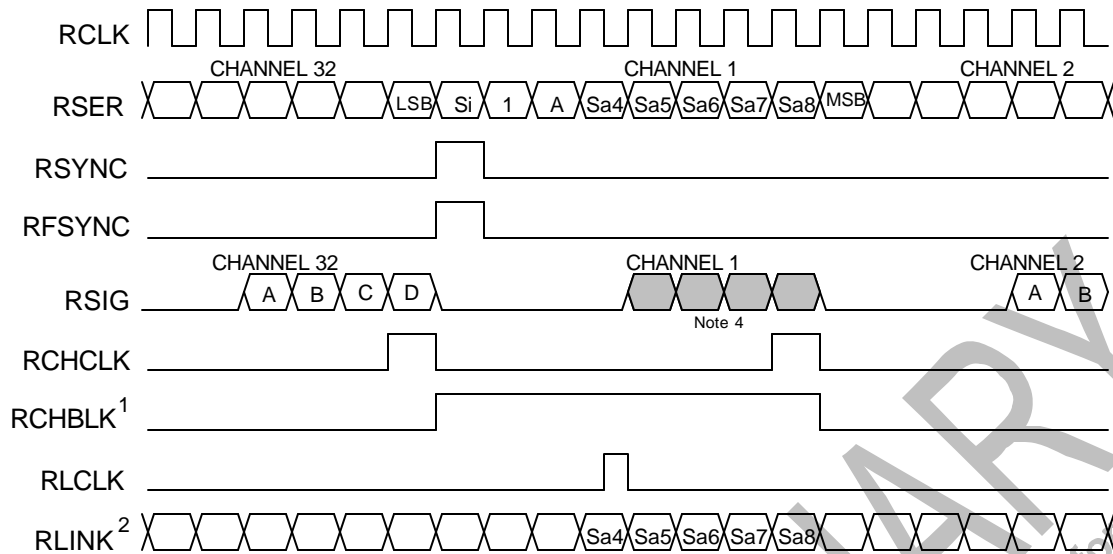 RCLK
CHANNEL 32 CHANNEL 1 CHANNEL 2
RSER LSB Si 1 A Sa4 Sa5 Sa6 Sa7 Sa8 MSB
RSYNC
RFSYNC
CHANNEL 32 CHANNEL 1 CHANNEL 2
RSIG A B C D A B
Note 4
RCHCLK
RCHBLK1
RLCLK
RLINK2 Sa4 Sa5 Sa6 Sa7 Sa8